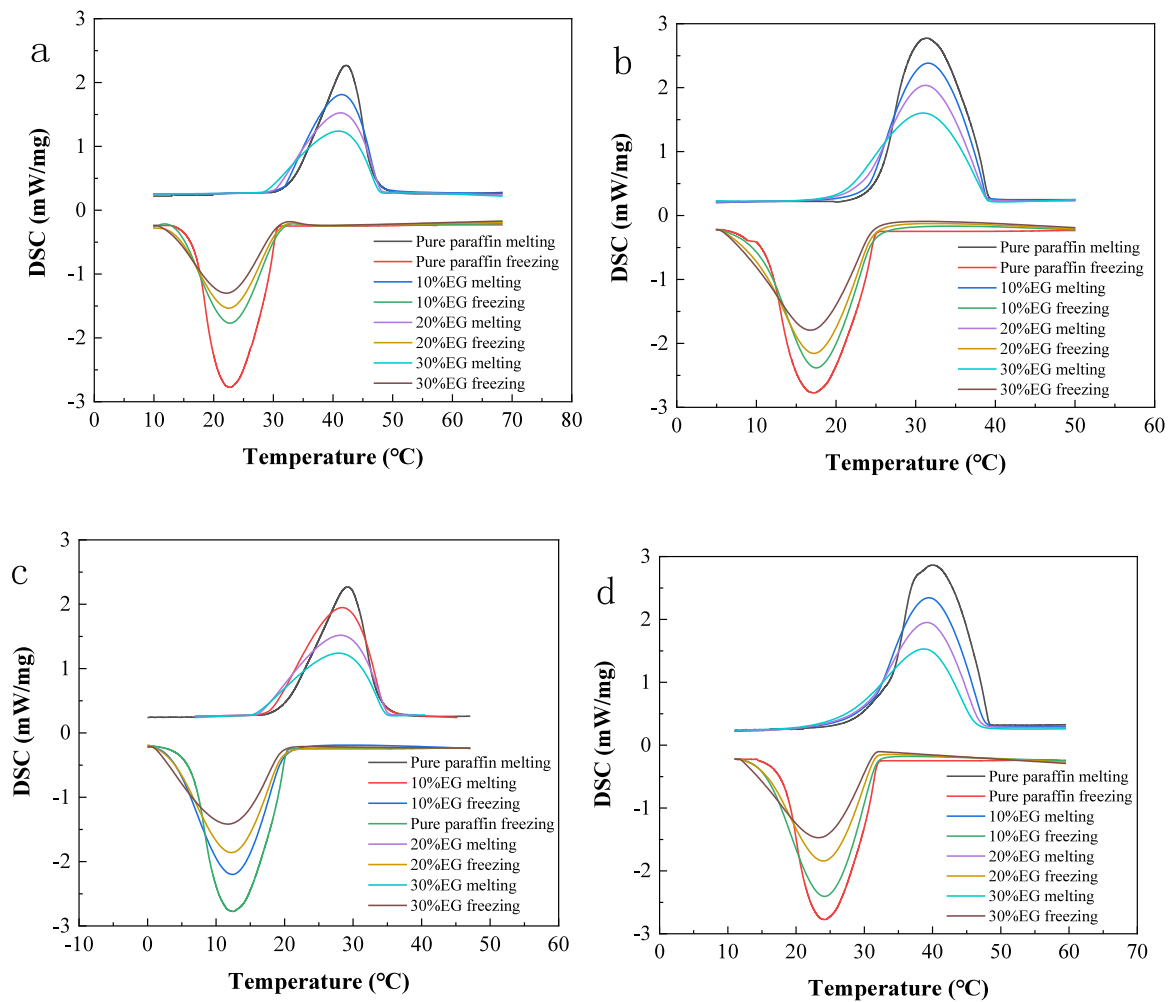 a
3
2
1
0
-1
-2
-3
DSC (mW/mg)
Pure paraffin melting
Pure paraffin freezing
10%EG melting
10%EG freezing
20%EG melting
20%EG freezing
30%EG melting
30%EG freezing
0 10 20 30 40 50 60 70 80
Temperature (℃)
b
3
2
1
0
-1
-2
-3
DSC (mW/mg)
Pure paraffin melting
Pure paraffin freezing
10%EG melting
10%EG freezing
20%EG melting
20%EG freezing
30%EG melting
30%EG freezing
0 10 20 30 40 50 60
Temperature (℃)
c
3
2
1
0
-1
-2
-3
DSC (mW/mg)
Pure paraffin melting
10%EG melting
10%EG freezing
Pure paraffin freezing
20%EG melting
20%EG freezing
30%EG melting
30%EG freezing
-10 0 10 20 30 40 50 60
Temperature (℃)
d
3
2
1
0
-1
-2
-3
DSC (mW/mg)
Pure paraffin melting
Pure paraffin freezing
10%EG melting
10%EG freezing
20%EG melting
20%EG freezing
30%EG melting
30%EG freezing
0 10 20 30 40 50 60 70
Temperature (℃)